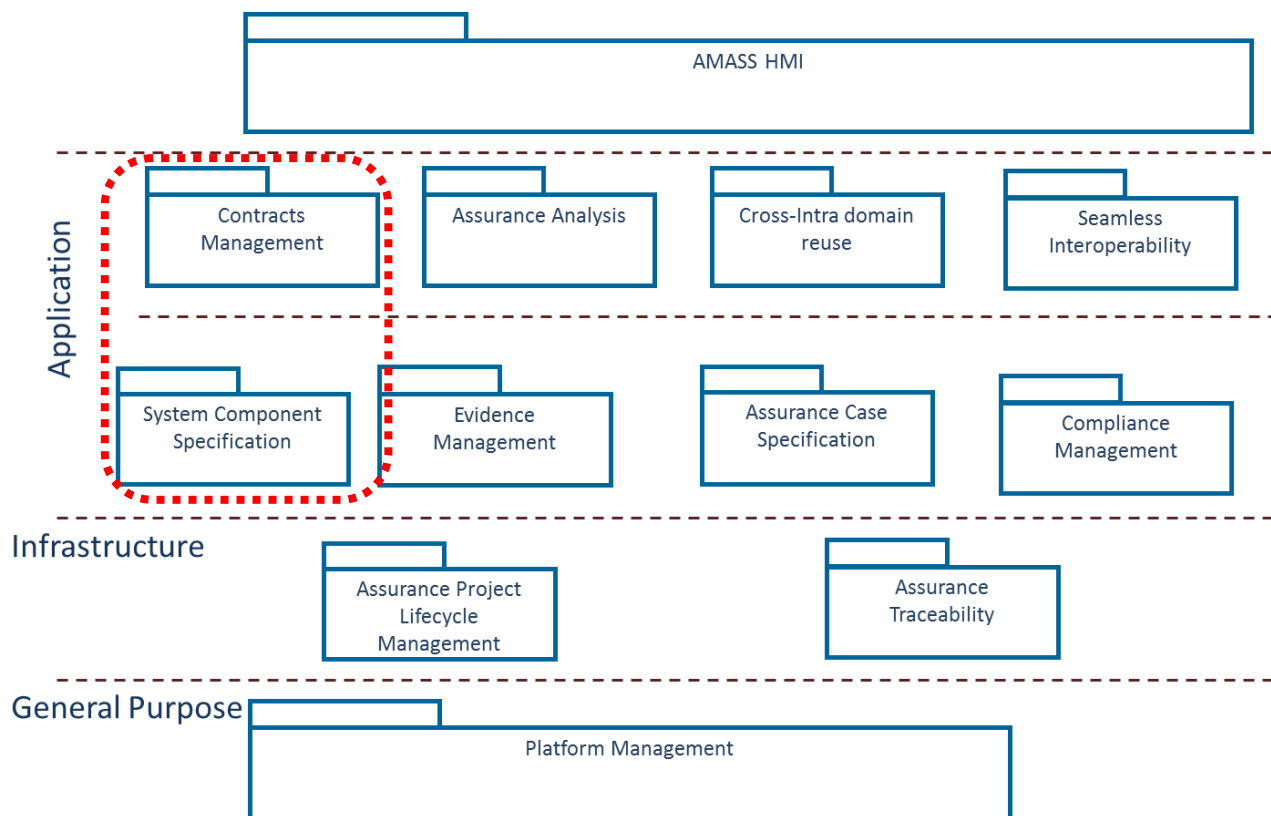 AMASS HMI
Application
Contracts
Management
Assurance Analysis
Cross-Intra domain
reuse
Seamless
Interoperability
System Component
Specification
Evidence
Management
Assurance Case
Specification
Compliance
Management
Infrastructure
Assurance Project
Lifecycle
Management
Assurance
Traceability
General Purpose
Platform Management